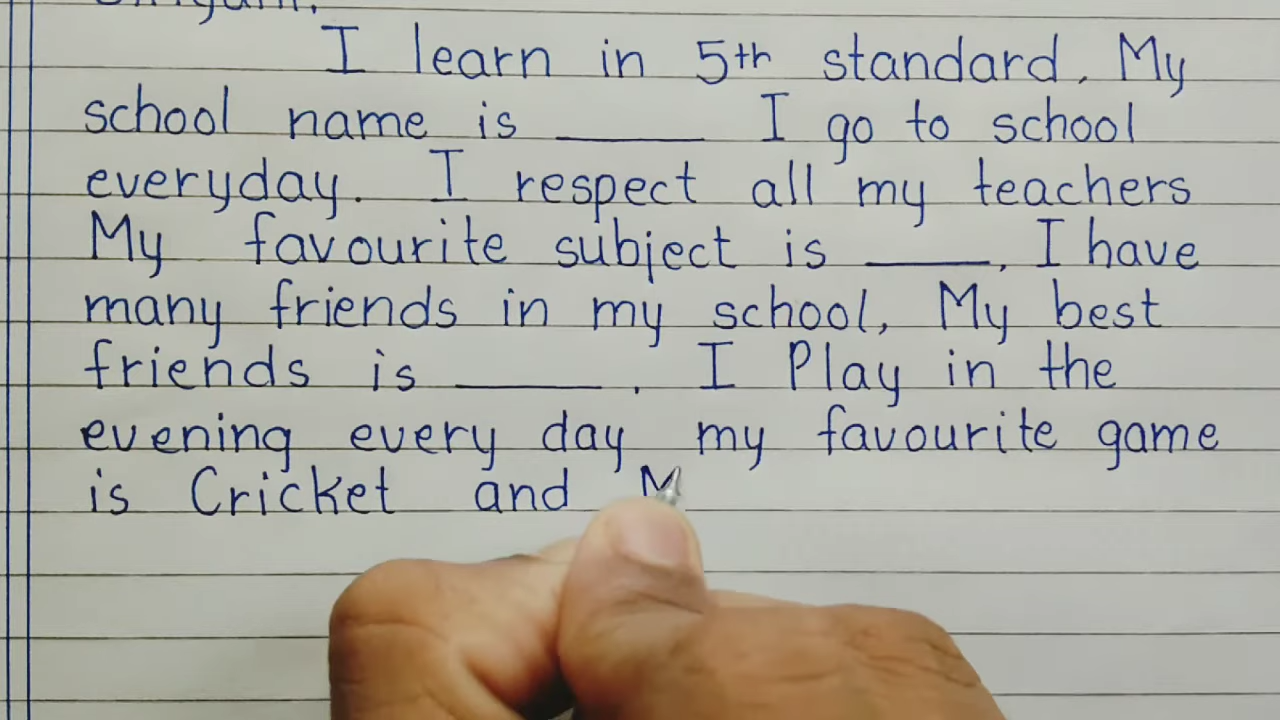 I learn in 5th standard. My
school name is ______ I go to school
everyday. I respect all my teachers
My favourite subject is _____. I have
many friends in my school, My best
friends is ______. I Play in the
evening every day my favourite game
is Cricket and M